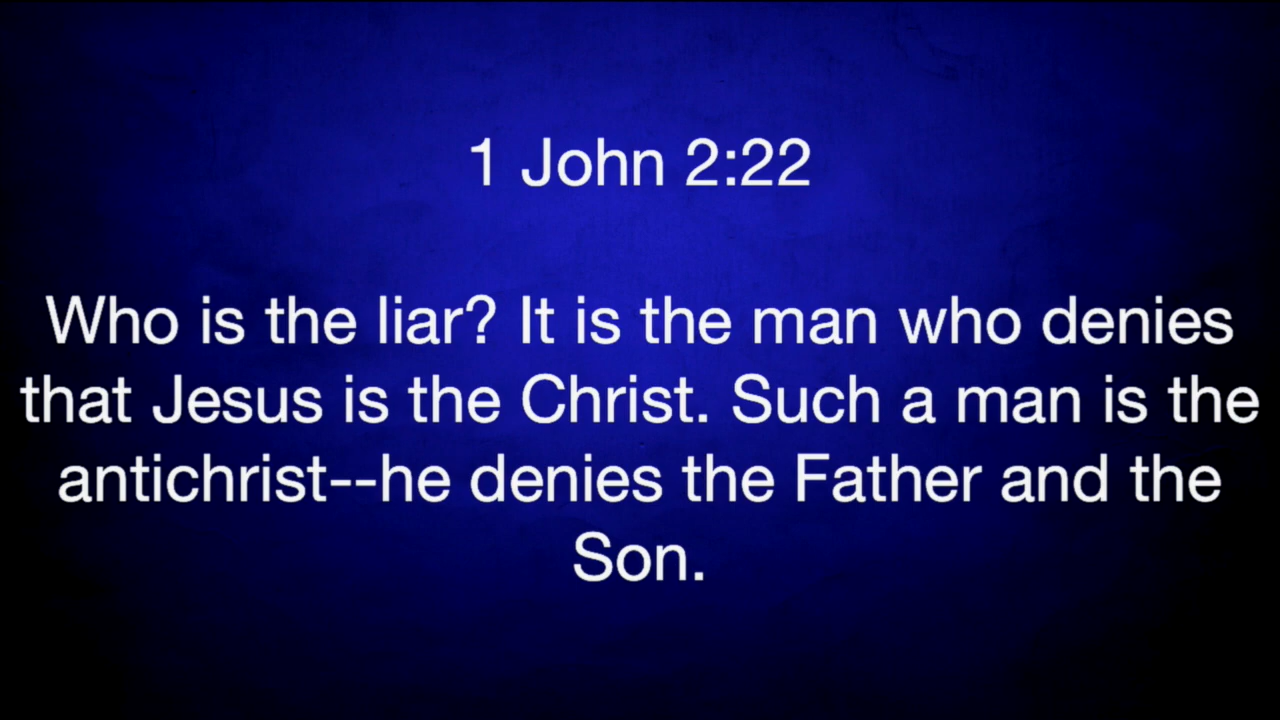 1 John 2:22
Who is the liar? It is the man who denies
that Jesus is the Christ. Such a man is the
antichrist--he denies the Father and the
Son.